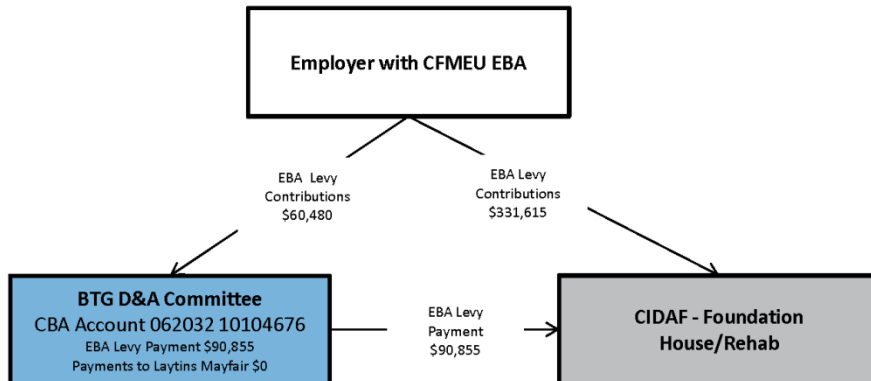 Employer with CFMEU EBA
EBA Levy
Contributions
$60,480
EBA Levy
Contributions
$331,615
BTG D&A Committee
CBA Account 062032 10104676
EBA Levy Payment $90,855
Payments to Laytins Mayfair $0
EBA Levy
Payment
$90,855
CIDAF - Foundation
House/Rehab